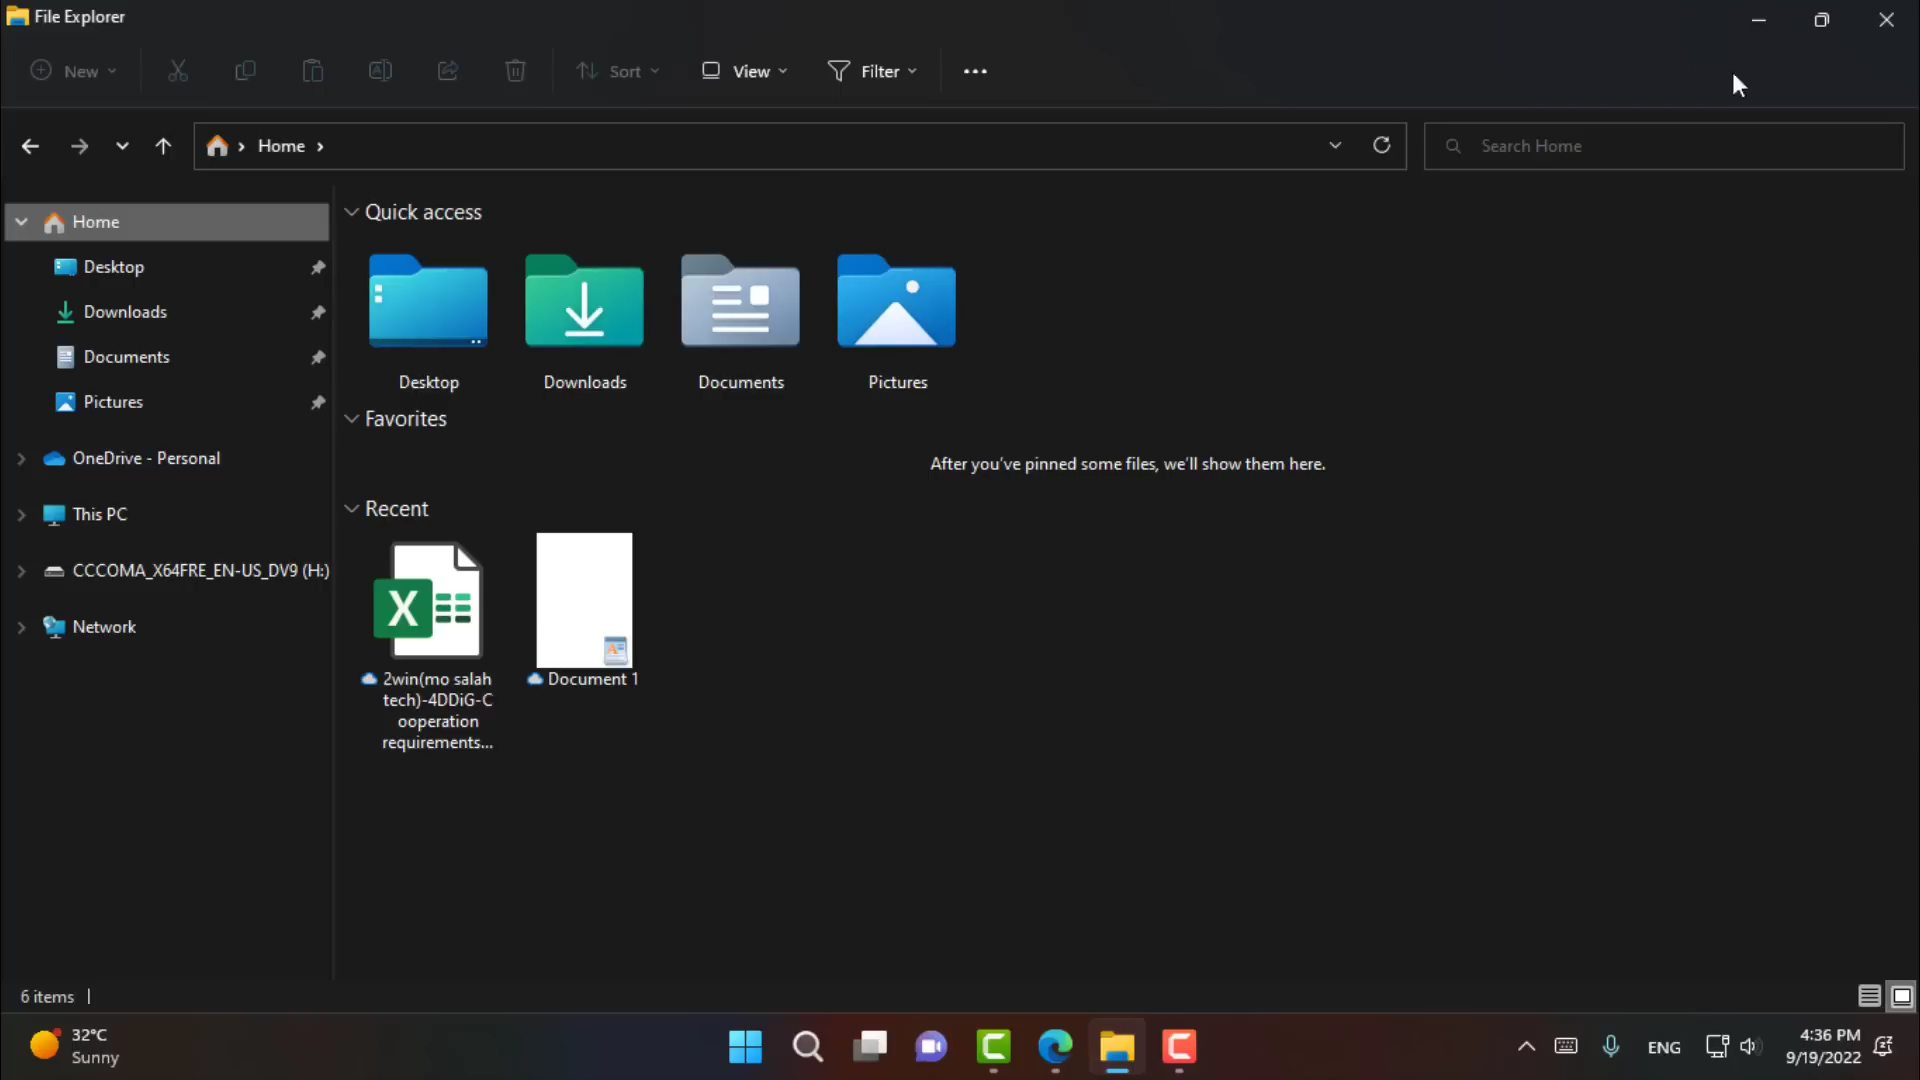 File Explorer
New
Sort
View
Filter
Home
Search Home
Home
Desktop
Downloads
Documents
Pictures
OneDrive - Personal
This PC
CCCOMA_X64FRE_EN-US_DV9 (H:)
Network
Quick access
Desktop
Downloads
Documents
Pictures
Favorites
After you've pinned some files, we'll show them here.
Recent
2win(mo salah
tech)-4DDiG-C
ooperation
requirements...
Document 1
6 items
32°C
Sunny
ENG
4:36 PM
9/19/2022